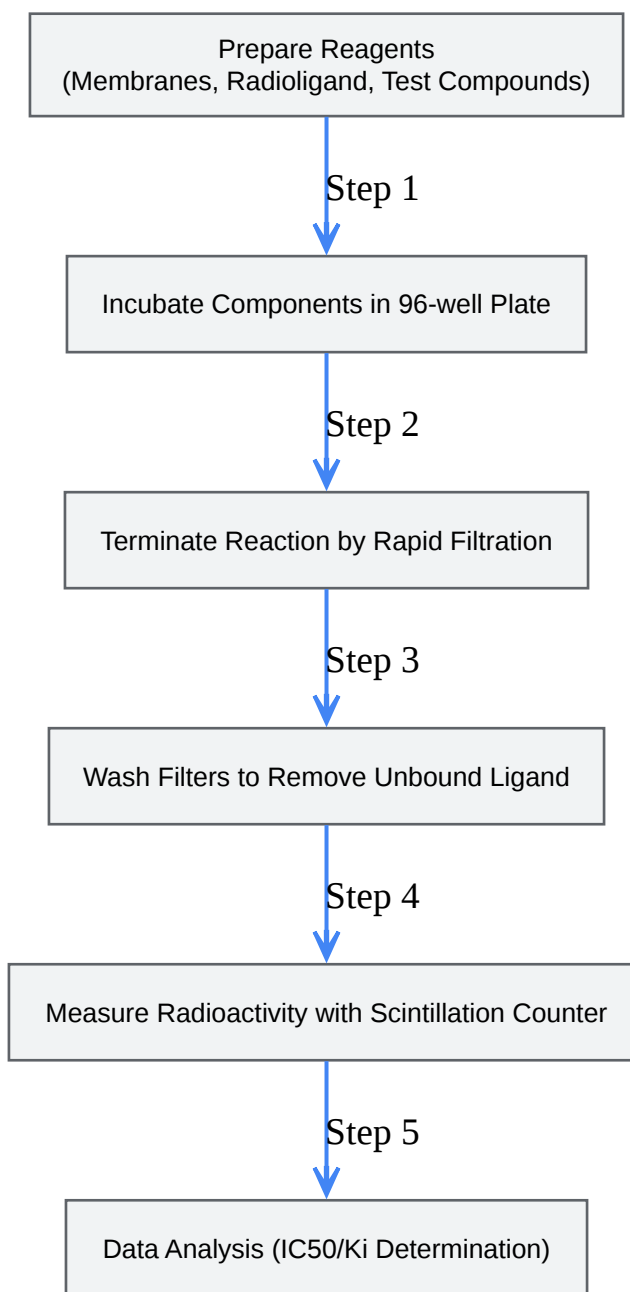 Prepare Reagents
(Membranes, Radioligand, Test Compounds)
Step 1
Incubate Components in 96-well Plate
Step 2
Terminate Reaction by Rapid Filtration
Step 3
Wash Filters to Remove Unbound Ligand
Step 4
Measure Radioactivity with Scintillation Counter
Step 5
Data Analysis (IC50/Ki Determination)